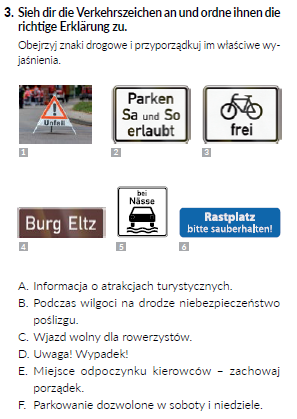 3. Sieh dir die Verkehrszeichen an und ordne ihnen die
richtige Erklärung zu.
Obejrzyj znaki drogowe i przyporządkuj im właściwe wy-
jaśnienia.
Unfall
Parken
Sa und So
erlaubt
frei
1
2
3
Burg Eltz
bei
Nässe
Rastplatz
bitte sauberhalten!
4
5
6
A. Informacja o atrakcjach turystycznych.
B. Podczas wilgoci na drodze niebezpieczeństwo
poślizgu.
C. Wjazd wolny dla rowerzystów.
D. Uwaga! Wypadek!
E. Miejsce odpoczynku kierowców – zachowaj
porządek.
F. Parkowanie dozwolone w soboty i niedziele.